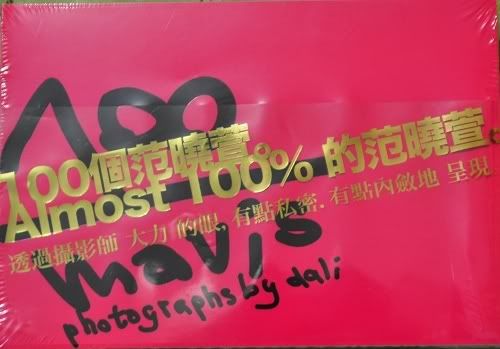 100
100個范曉萱。
Almost 100% 的范曉萱。
透過攝影師 大力 的眼, 有點私密. 有點內斂地 呈現.
mavis
photographs by dali